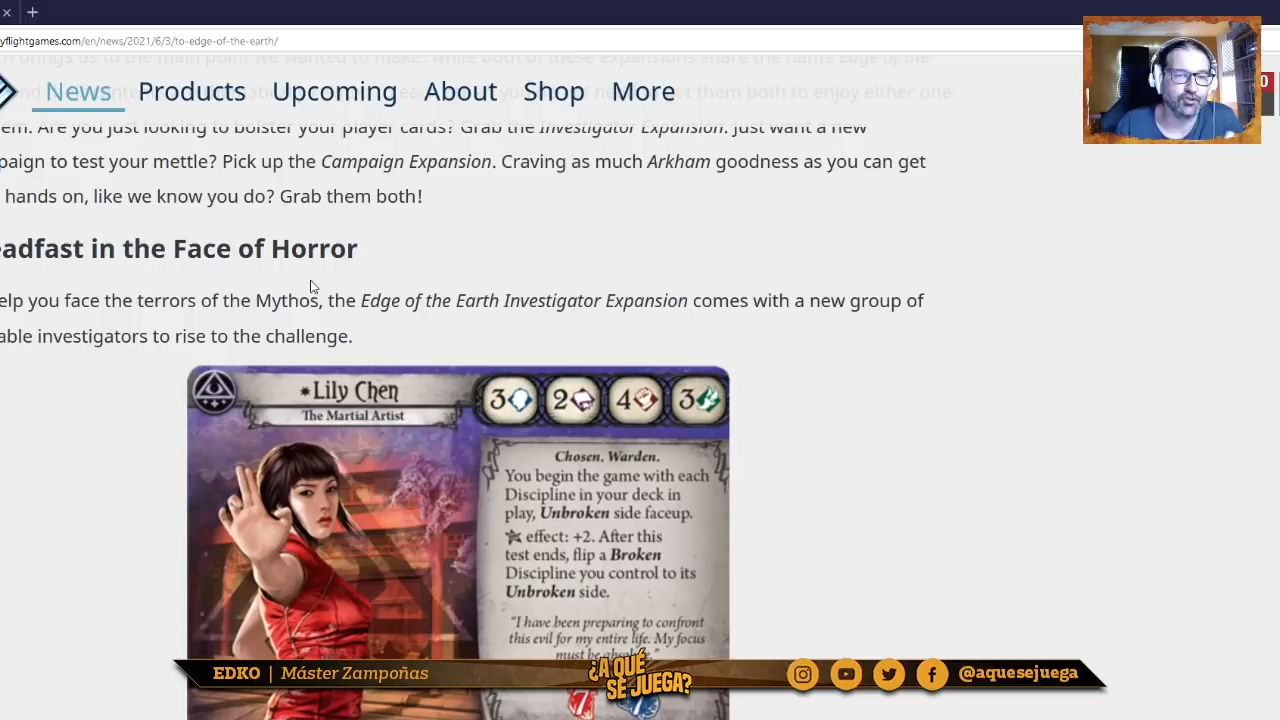 yflightgames.com/en/news/2021/6/3/to-edge-of-the-earth/
News Products Upcoming About Shop More
em. Are you just looking to bolster your player cards? Grab the Investigator Expansion. Just want a new
paign to test your mettle? Pick up the Campaign Expansion. Craving as much Arkham goodness as you can get
hands on, like we know you do? Grab them both!
eadfast in the Face of Horror
elp you face the terrors of the Mythos, the Edge of the Earth Investigator Expansion comes with a new group of
able investigators to rise to the challenge.
Lily Chen
The Martial Artist
3 2 4 3
Chosen. Warden.
You begin the game with each
Discipline in your deck in
play, Unbroken side faceup.
effect: +2. After this
test ends, flip a Broken
Discipline you control to its
Unbroken side.
"I have been preparing to confront
this evil for my entire life. My focus
must be
7 7
EDKO | Máster Zampoñas
¿A QUÉ
SE JUEGA?
@aquesejuega